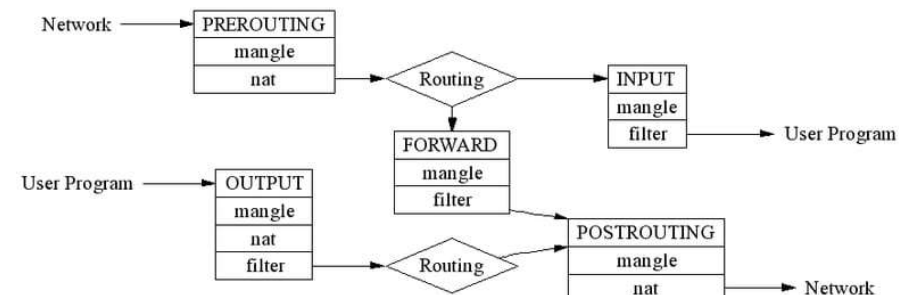 Network
PREROUTING
mangle
nat
Routing
INPUT
mangle
filter
User Program
FORWARD
mangle
filter
User Program
OUTPUT
mangle
nat
filter
Routing
POSTROUTING
mangle
nat
Network